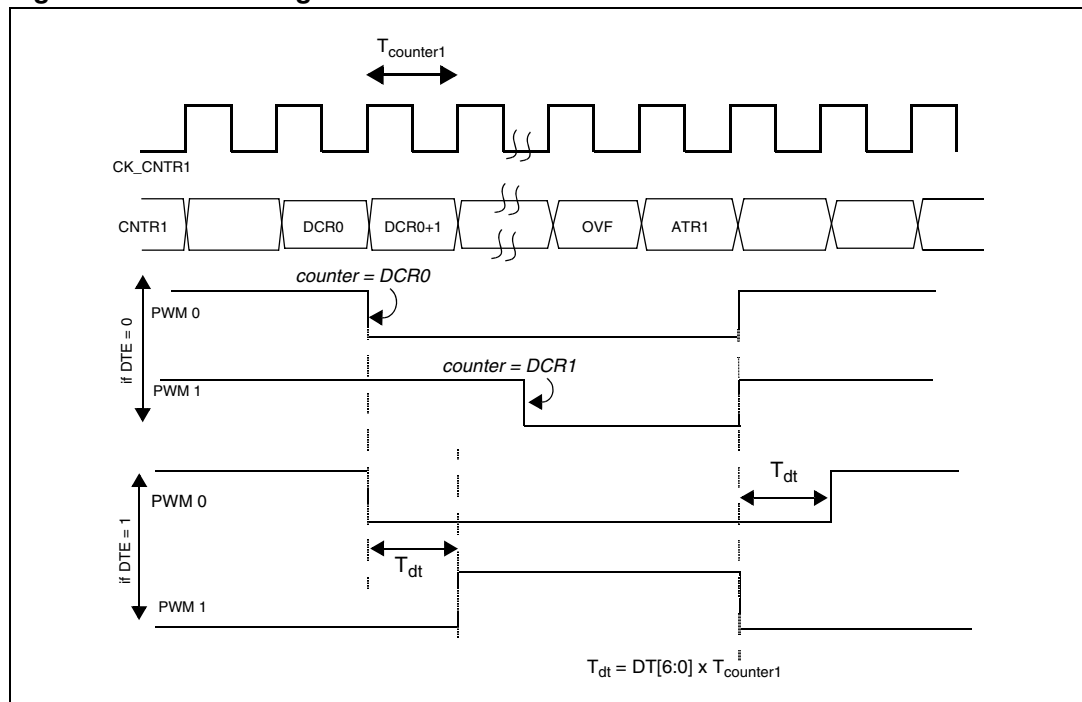 T_counter1
CK_CNTR1
CNTR1
DCR0
DCR0+1
OVF
ATR1
counter = DCR0
if DTE = 0
PWM 0
counter = DCR1
PWM 1
if DTE = 1
PWM 0
T_dt
T_dt
PWM 1
T_dt = DT[6:0] x T_counter1